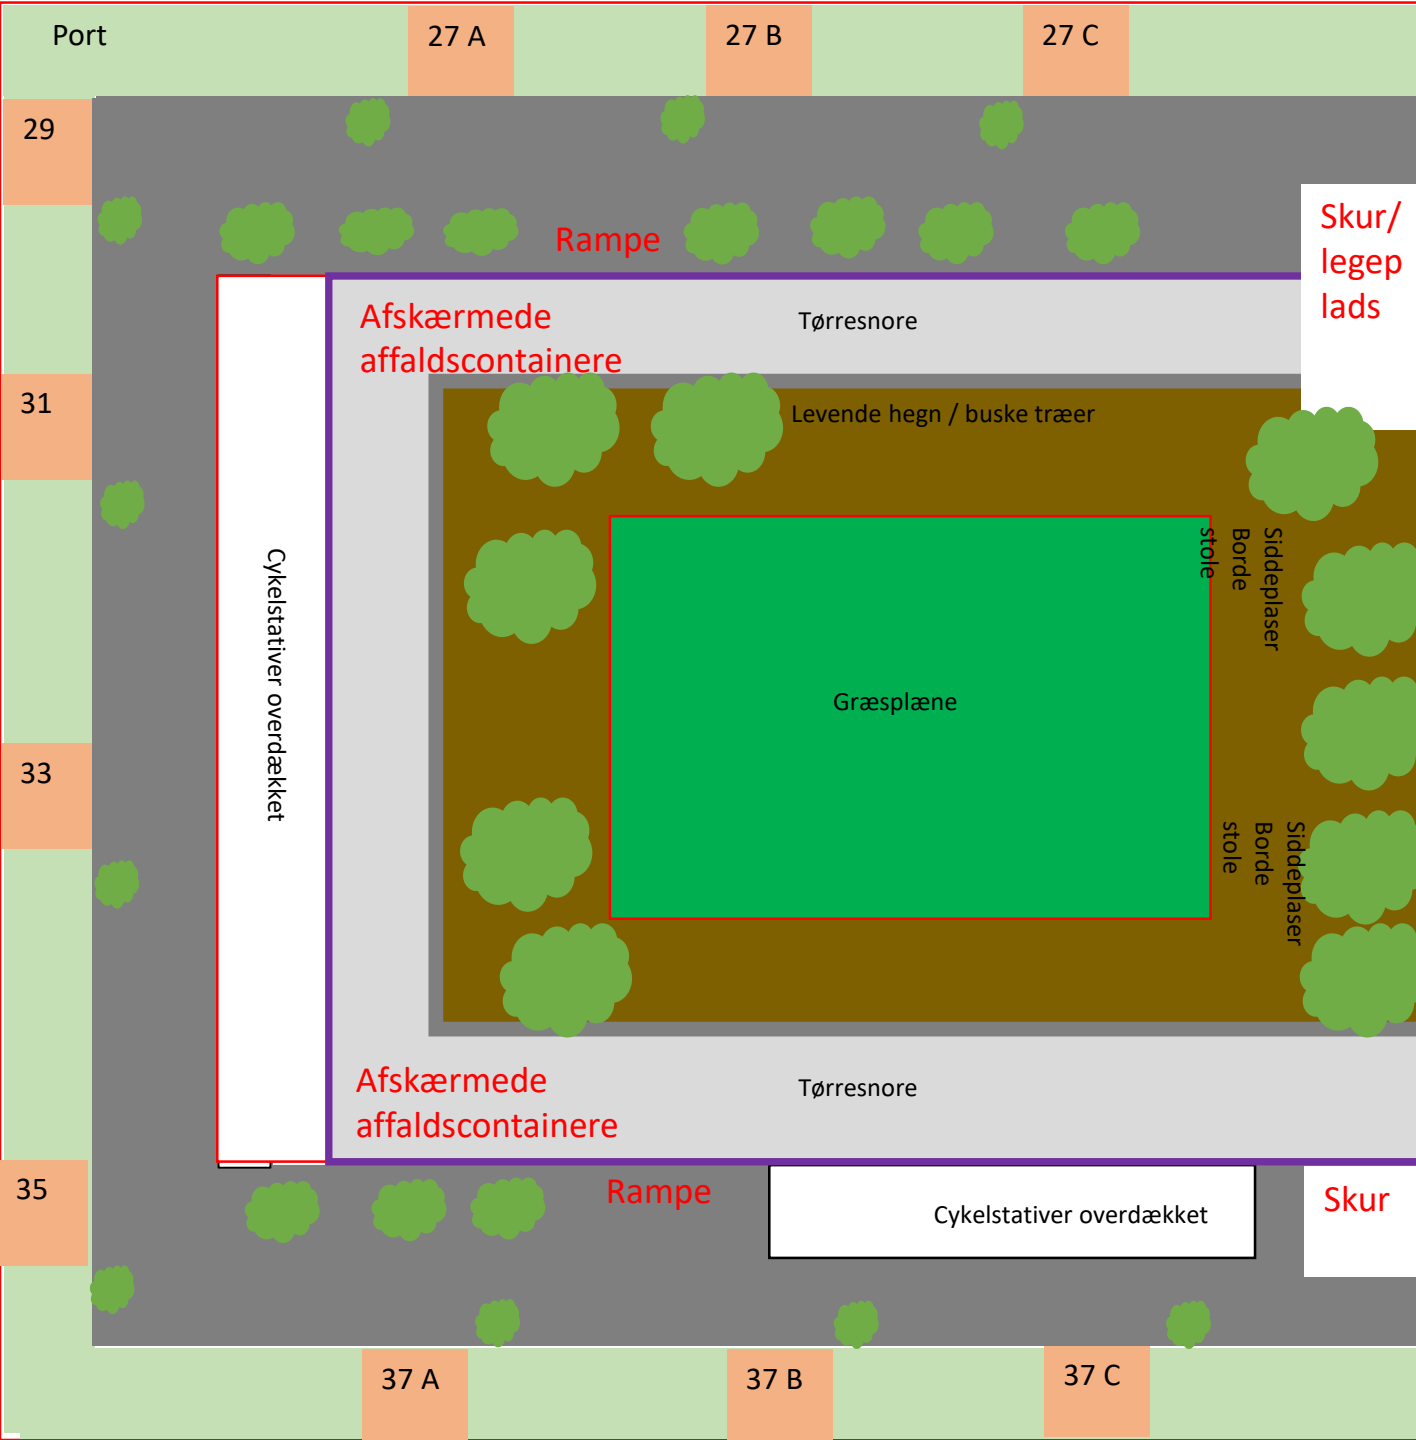 Port
27 A
27 B
27 C
29
Rampe
Skur/
legep
lads
Afskærmede
affaldscontainere
Tørresnore
31
Levende hegn / buske træer
Siddeplaser
Borde
stole
Cykelstativer overdækket
Græsplæne
33
Siddeplaser
Borde
stole
Afskærmede
affaldscontainere
Tørresnore
35
Rampe
Cykelstativer overdækket
Skur
37 A
37 B
37 C